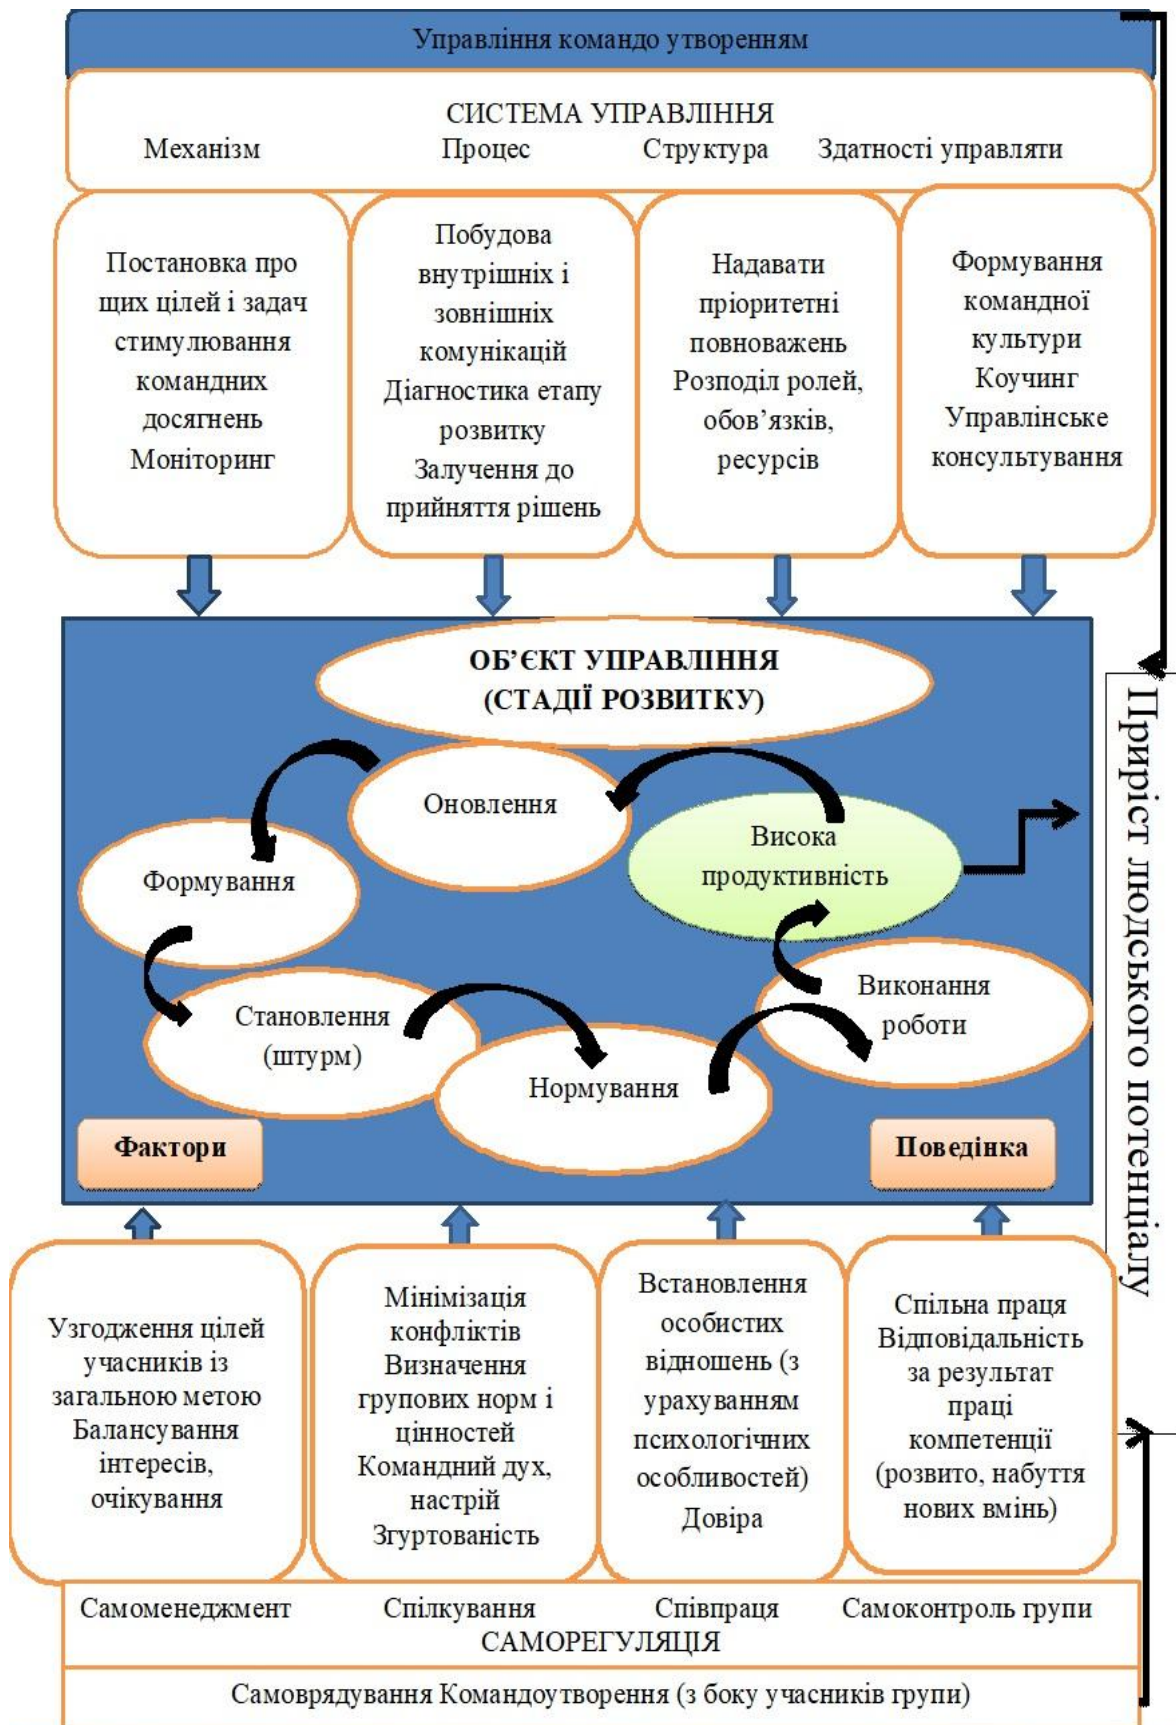 Управління командо утворенням
СИСТЕМА УПРАВЛІННЯ
Механізм Процес Структура Здатності управляти
Постановка про
щих цілей і задач
стимулювання
командних
досягнень
Моніторинг
Побудова
внутрішніх і
зовнішніх
комунікацій
Діагностика етапу
розвитку
Залучення до
прийняття рішень
Надавати
пріоритетні
повноважень
Розподіл ролей,
обов’язків,
ресурсів
Формування
командної
культури
Коучинг
Управлінське
консультування
ОБ’ЄКТ УПРАВЛІННЯ
(СТАДІЇ РОЗВИТКУ)
Оновлення
Висока
продуктивність
Формування
Виконання
роботи
Становлення
(штурм)
Нормування
Фактори
Поведінка
Приріст людського потенціалу
Узгодження цілей
учасників із
загальною метою
Балансування
інтересів,
очікування
Мінімізація
конфліктів
Визначення
групових норм і
цінностей
Командний дух,
настрій
Згуртованість
Встановлення
особистих
відношень (з
урахуванням
психологічних
особливостей)
Довіра
Спільна праця
Відповідальність
за результат
праці
компетенції
(розвито, набуття
нових вмінь)
Самоменеджмент Спілкування Співпраця Самоконтроль групи
САМОРЕГУЛЯЦІЯ
Самоврядування Командоутворення (з боку учасників групи)